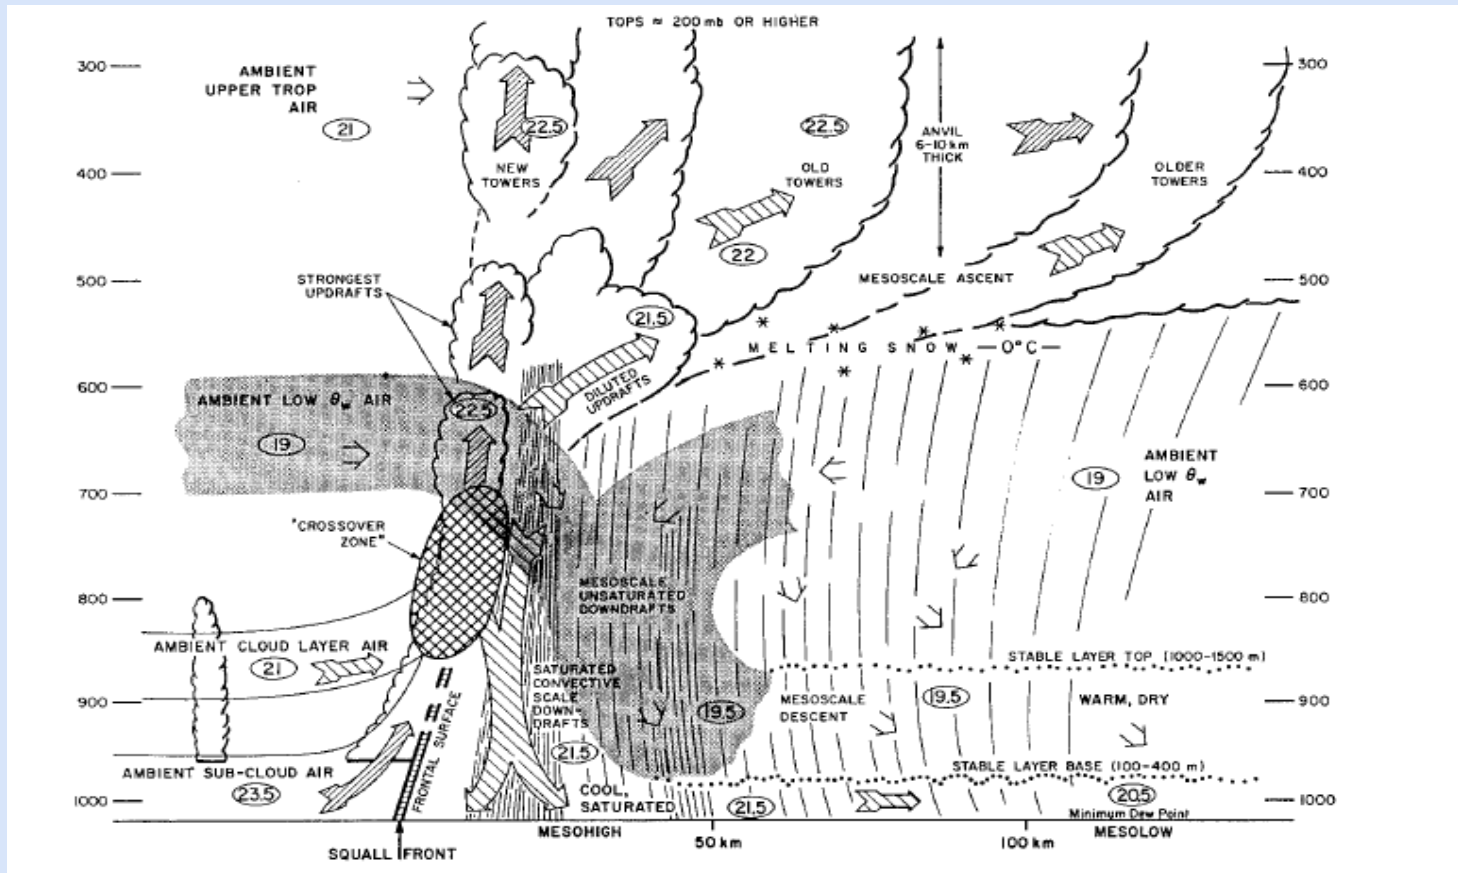 TOPS ≈ 200 mb OR HIGHER
300
300
AMBIENT
UPPER TROP
AIR
21
22.5
22.5
NEW
TOWERS
ANVIL
6-10 km
THICK
OLD
TOWERS
OLDER
TOWERS
400
400
22
STRONGEST
UPDRAFTS
MESOSCALE ASCENT
500
500
21.5
MELTING SNOW —0°C—
600
600
AMBIENT LOW θw AIR
22.5
DILUTED
UPDRAFTS
19
19
AMBIENT
LOW θw
AIR
700
700
"CROSSOVER
ZONE"
MESOSCALE
UNSATURATED
DOWNDRAFTS
800
800
AMBIENT CLOUD LAYER AIR
21
STABLE LAYER TOP (1000-1500 m)
SATURATED
CONVECTIVE
SCALE
DOWN-
DRAFTS
900
900
FRONTAL SURFACE
19.5
MESOSCALE
DESCENT
19.5
WARM, DRY
21.5
AMBIENT SUB-CLOUD AIR
23.5
STABLE LAYER BASE (100-400 m)
COOL,
SATURATED
21.5
20.5
Minimum Dew Point
1000
1000
MESOHIGH
MESOLOW
50 km
100 km
SQUALL FRONT